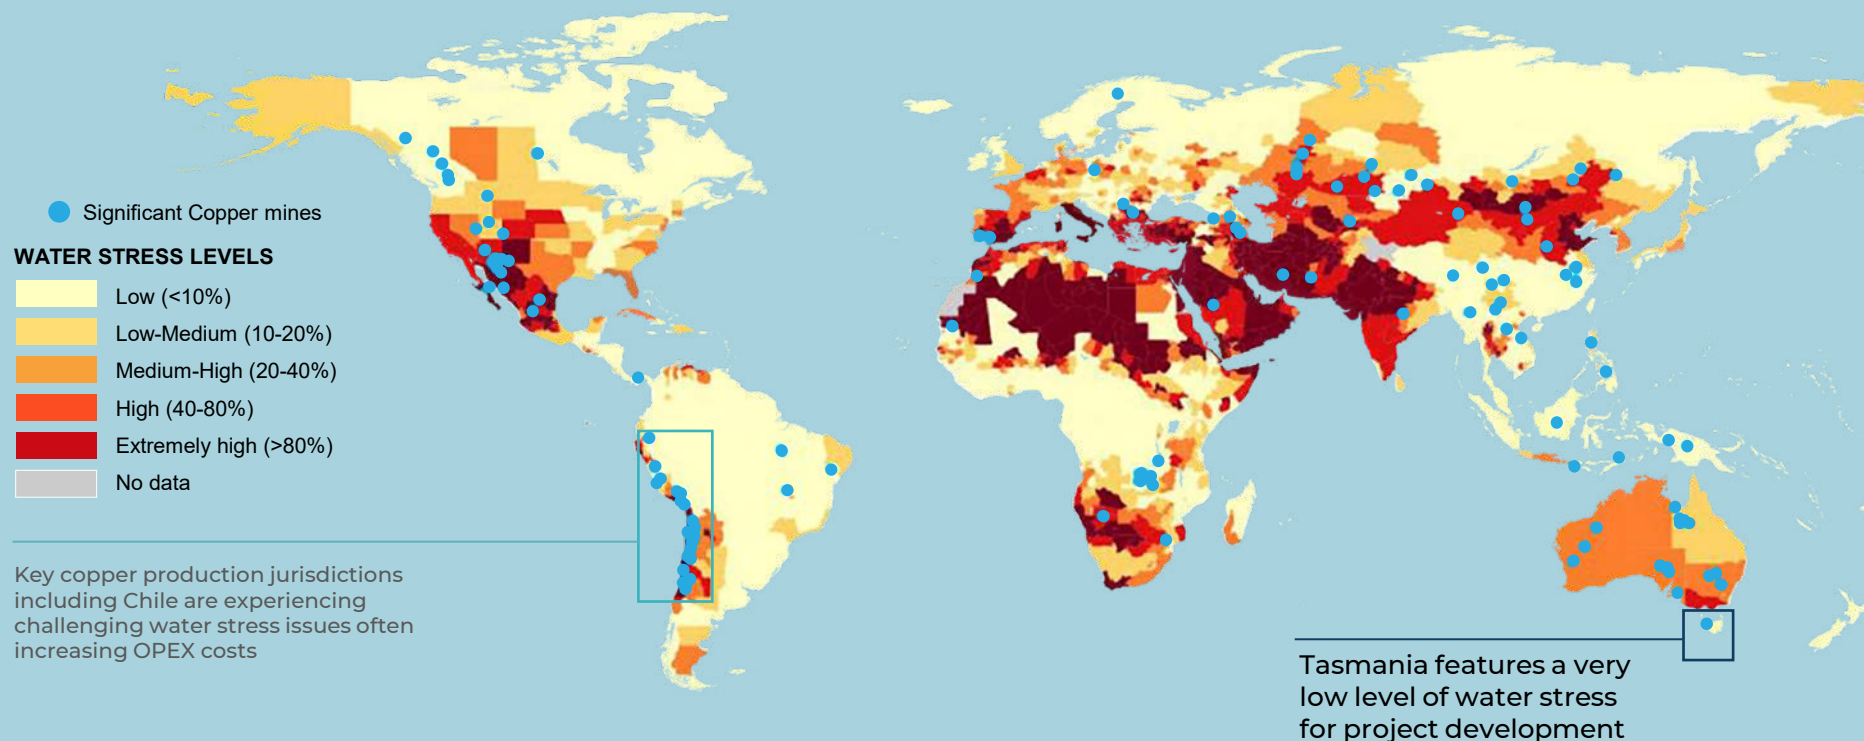 Significant Copper mines
WATER STRESS LEVELS
Low (<10%)
Low-Medium (10-20%)
Medium-High (20-40%)
High (40-80%)
Extremely high (>80%)
No data
Key copper production jurisdictions
including Chile are experiencing
challenging water stress issues often
increasing OPEX costs
Tasmania features a very
low level of water stress
for project development